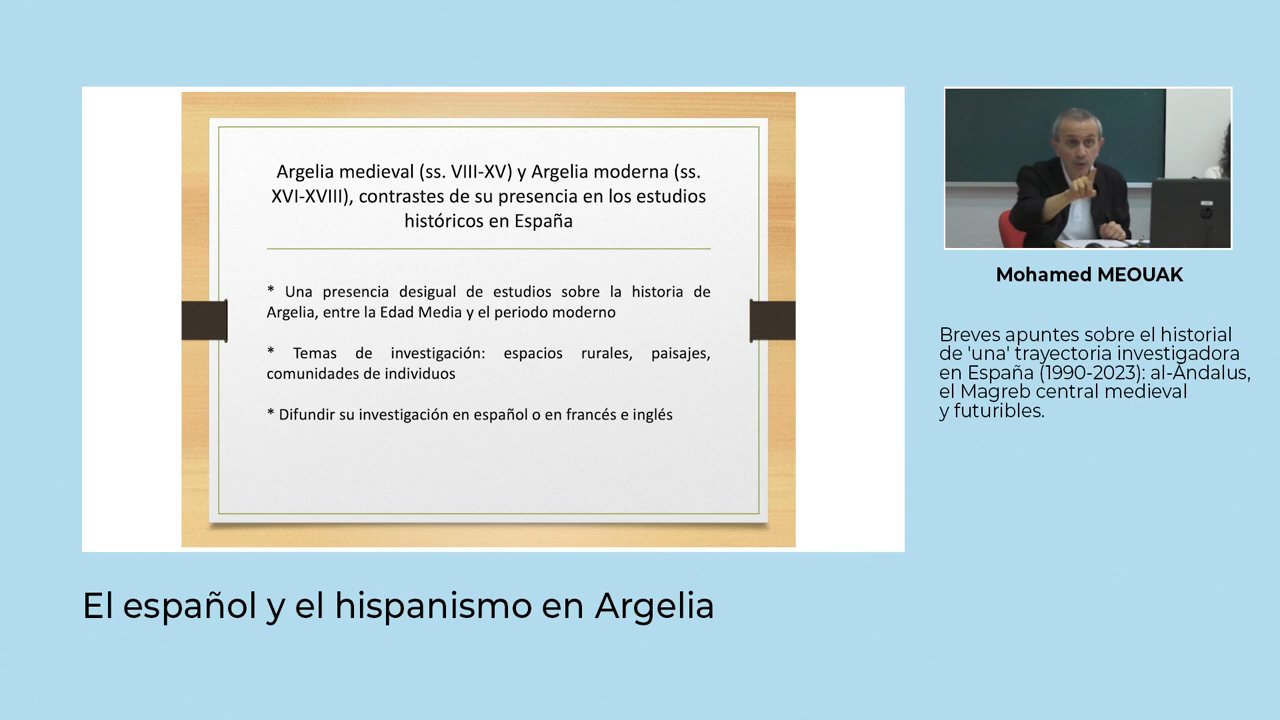 Argelia medieval (ss. VIII-XV) y Argelia moderna (ss.
XVI-XVIII), contrastes de su presencia en los estudios
históricos en España
* Una presencia desigual de estudios sobre la historia de
Argelia, entre la Edad Media y el periodo moderno
* Temas de investigación: espacios rurales, paisajes,
comunidades de individuos
* Difundir su investigación en español o en francés e inglés
Mohamed MEOUAK
Breves apuntes sobre el historial
de 'una' trayectoria investigadora
en España (1990-2023): al-Andalus,
el Magreb central medieval
y futuribles.
El español y el hispanismo en Argelia